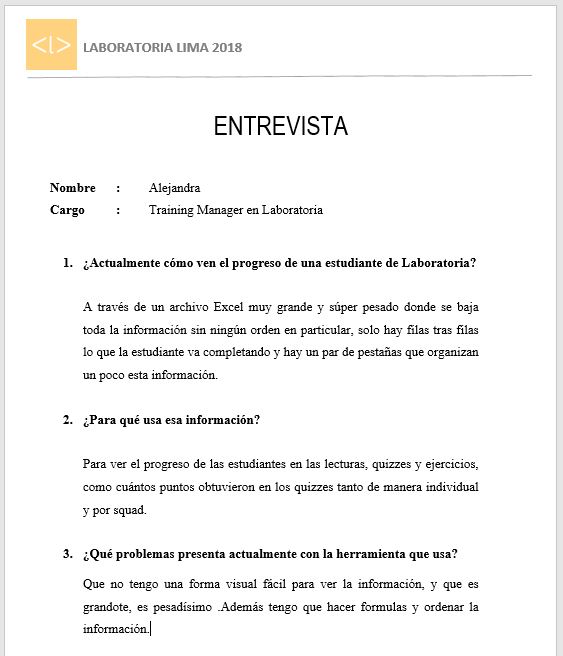 <l>
LABORATORIA LIMA 2018
ENTREVISTA
Nombre : Alejandra
Cargo : Training Manager en Laboratoria
1. ¿Actualmente cómo ven el progreso de una estudiante de Laboratoria?
A través de un archivo Excel muy grande y súper pesado donde se baja
toda la información sin ningún orden en particular, solo hay filas tras filas
lo que la estudiante va completando y hay un par de pestañas que organizan
un poco esta información.
2. ¿Para qué usa esa información?
Para ver el progreso de las estudiantes en las lecturas, quizzes y ejercicios,
como cuántos puntos obtuvieron en los quizzes tanto de manera individual
y por squad.
3. ¿Qué problemas presenta actualmente con la herramienta que usa?
Que no tengo una forma visual fácil para ver la información, y que es
grandote, es pesadísimo .Además tengo que hacer formulas y ordenar la
información.